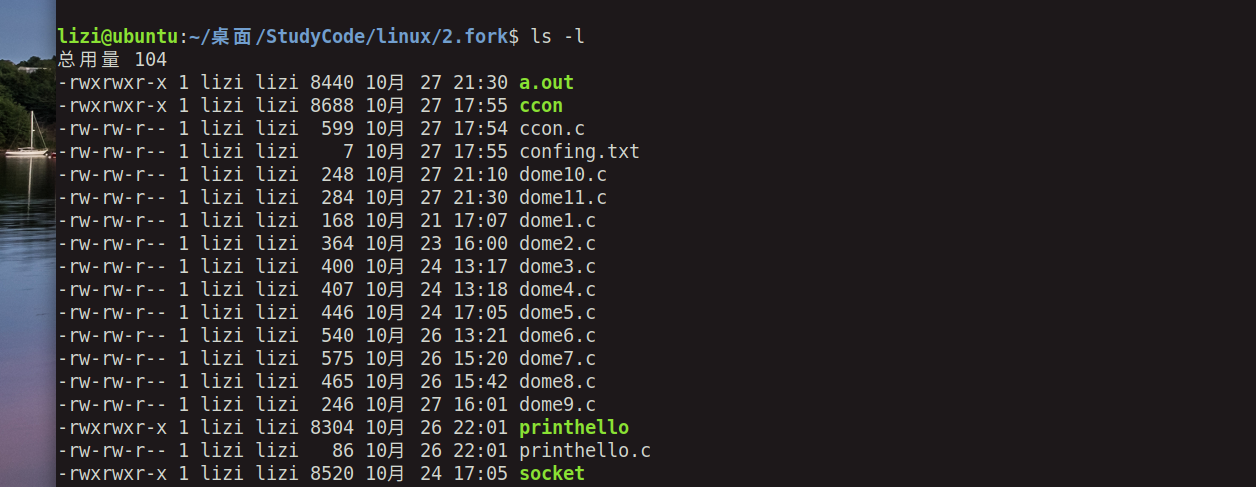 lizi@ubuntu:~/桌面/StudyCode/linux/2.fork$ ls -l
总用量 104
-rwxrwxr-x 1 lizi lizi 8440 10月 27 21:30 a.out
-rwxrwxr-x 1 lizi lizi 8688 10月 27 17:55 ccon
-rw-rw-r-- 1 lizi lizi  599 10月 27 17:54 ccon.c
-rw-rw-r-- 1 lizi lizi    7 10月 27 17:55 confing.txt
-rw-rw-r-- 1 lizi lizi  248 10月 27 21:10 dome10.c
-rw-rw-r-- 1 lizi lizi  284 10月 27 21:30 dome11.c
-rw-rw-r-- 1 lizi lizi  168 10月 21 17:07 dome1.c
-rw-rw-r-- 1 lizi lizi  364 10月 23 16:00 dome2.c
-rw-rw-r-- 1 lizi lizi  400 10月 24 13:17 dome3.c
-rw-rw-r-- 1 lizi lizi  407 10月 24 13:18 dome4.c
-rw-rw-r-- 1 lizi lizi  446 10月 24 17:05 dome5.c
-rw-rw-r-- 1 lizi lizi  540 10月 26 13:21 dome6.c
-rw-rw-r-- 1 lizi lizi  575 10月 26 15:20 dome7.c
-rw-rw-r-- 1 lizi lizi  465 10月 26 15:42 dome8.c
-rw-rw-r-- 1 lizi lizi  246 10月 27 16:01 dome9.c
-rwxrwxr-x 1 lizi lizi 8304 10月 26 22:01 printhello
-rw-rw-r-- 1 lizi lizi   86 10月 26 22:01 printhello.c
-rwxrwxr-x 1 lizi lizi 8520 10月 24 17:05 socket